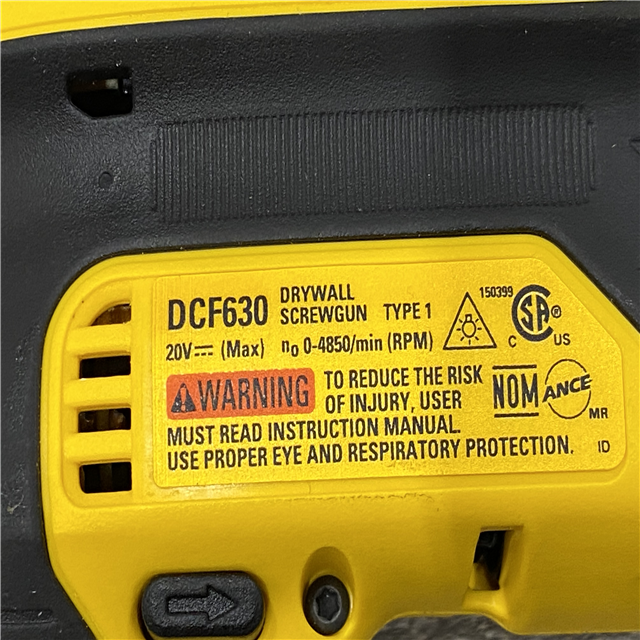 DCF630 DRYWALL SCREWGUN TYPE 1 150399 SA®
C US
20V⎓ (Max) n₀ 0-4850/min (RPM)
⚠WARNING TO REDUCE THE RISK
OF INJURY, USER
NOM ANCE MR
MUST READ INSTRUCTION MANUAL.
USE PROPER EYE AND RESPIRATORY PROTECTION. ID